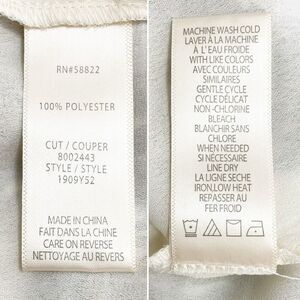 RN#58822
100% POLYESTER
CUT / COUPER
8002443
STYLE / STYLE
1909Y52
MADE IN CHINA
FAIT DANS LA CHINE
CARE ON REVERSE
NETTOYAGE AU REVERS
MACHINE WASH COLD
LAVER À LA MACHINE
À L'EAU FROIDE
WITH LIKE COLORS
AVEC COULEURS
SIMILAIRES
GENTLE CYCLE
CYCLE DÉLICAT
NON-CHLORINE
BLEACH
BLANCHIR SANS
CHLORE
WHEN NEEDED
SI NÉCESSAIRE
LINE DRY
LA LIGNE SÈCHE
IRON,LOW HEAT
REPASSER AU
FER FROID